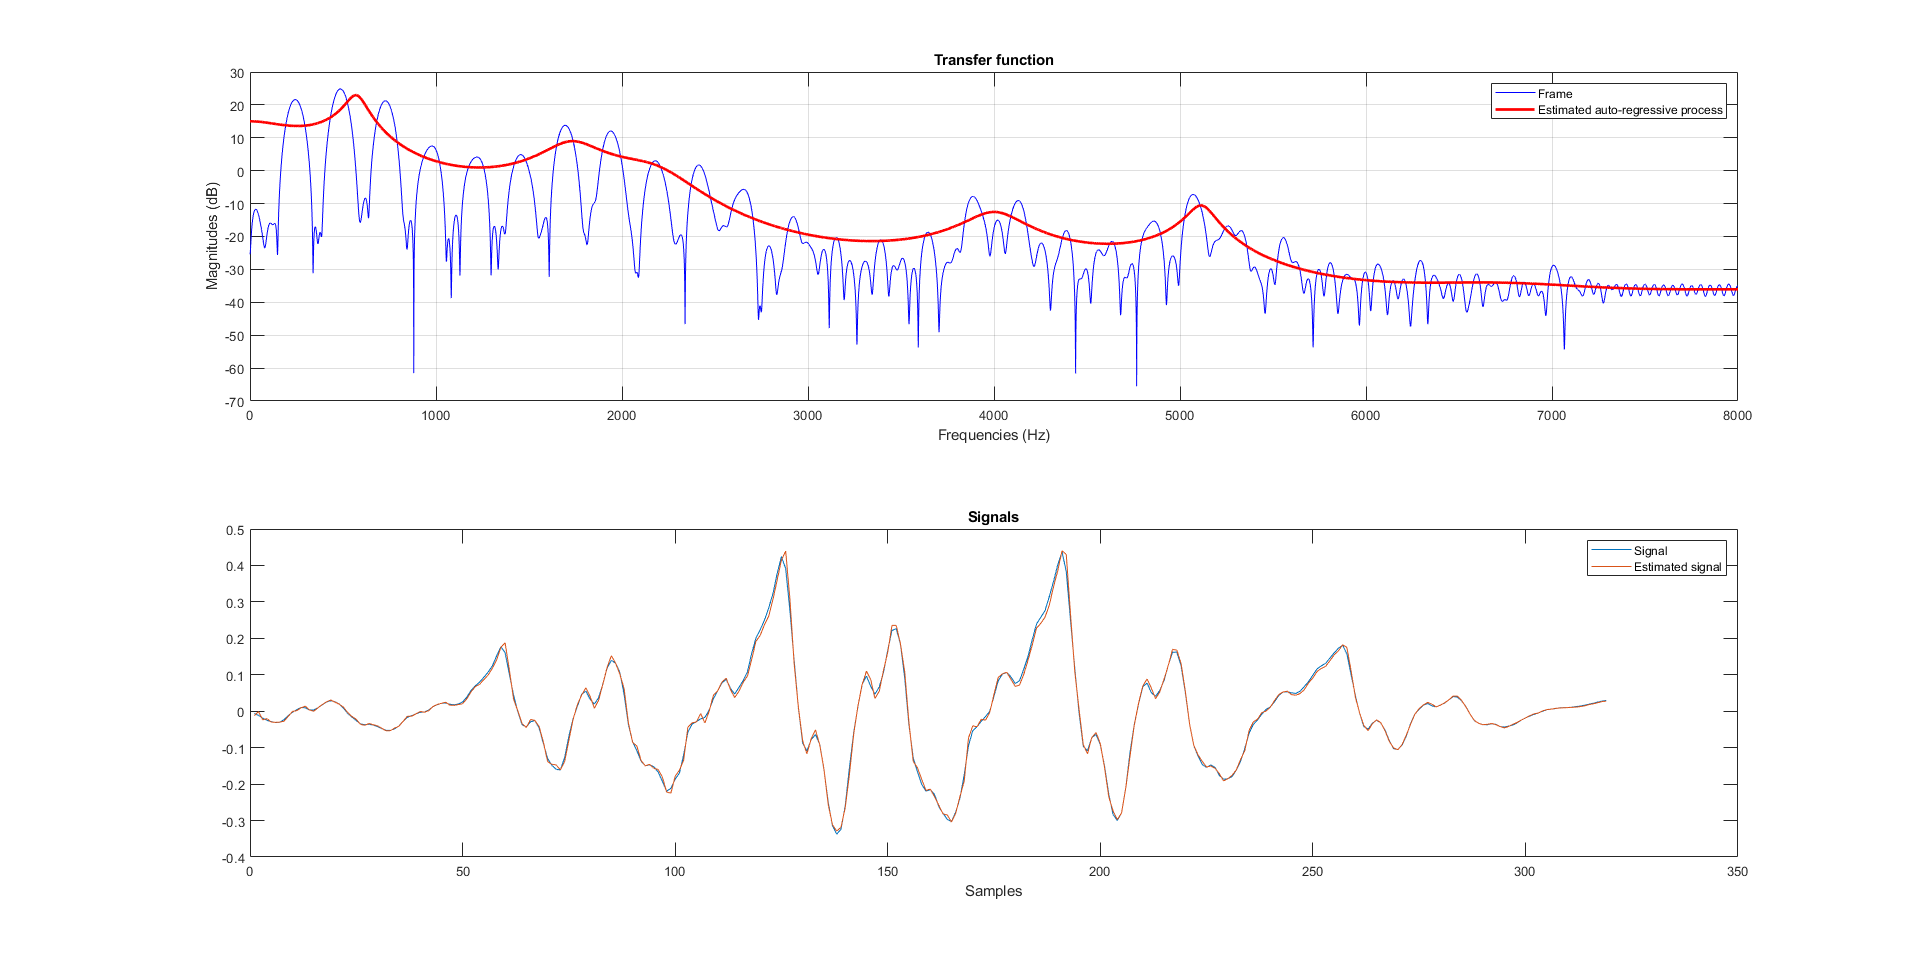 Transfer function
30
20
10
0
-10
-20
-30
-40
-50
-60
-70
Magnitudes (dB)
Frame
Estimated auto-regressive process
0 1000 2000 3000 4000 5000 6000 7000 8000
Frequencies (Hz)
Signals
0.5
0.4
0.3
0.2
0.1
0
-0.1
-0.2
-0.3
-0.4
Signal
Estimated signal
0 50 100 150 200 250 300 350
Samples